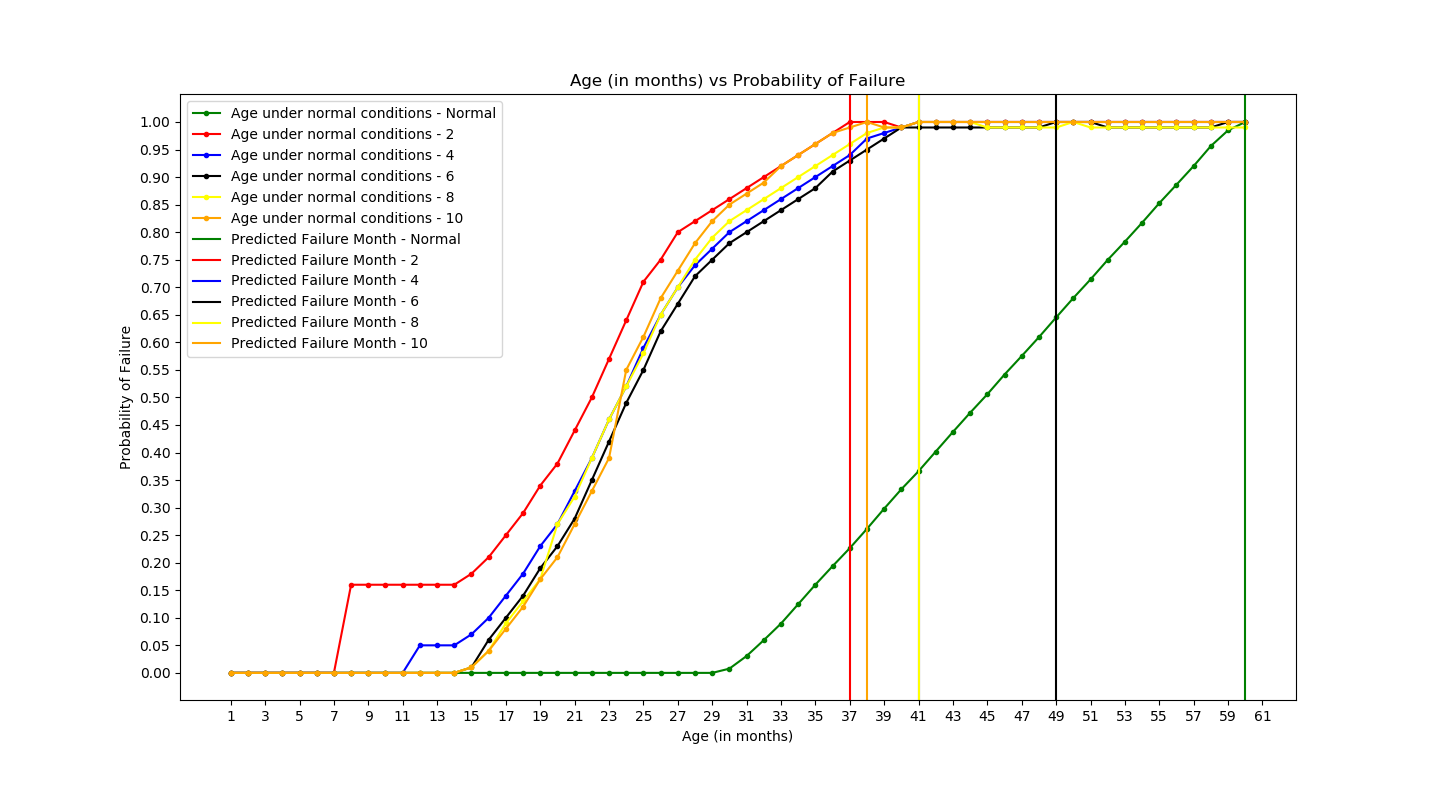 Age (in months) vs Probability of Failure
Age under normal conditions - Normal
Age under normal conditions - 2
Age under normal conditions - 4
Age under normal conditions - 6
Age under normal conditions - 8
Age under normal conditions - 10
Predicted Failure Month - Normal
Predicted Failure Month - 2
Predicted Failure Month - 4
Predicted Failure Month - 6
Predicted Failure Month - 8
Predicted Failure Month - 10
Probability of Failure
1.00
0.95
0.90
0.85
0.80
0.75
0.70
0.65
0.60
0.55
0.50
0.45
0.40
0.35
0.30
0.25
0.20
0.15
0.10
0.05
0.00
1 3 5 7 9 11 13 15 17 19 21 23 25 27 29 31 33 35 37 39 41 43 45 47 49 51 53 55 57 59 61
Age (in months)